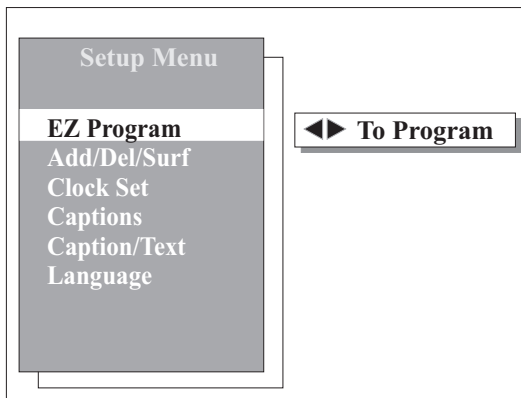 Setup Menu
EZ Program
Add/Del/Surf
Clock Set
Captions
Caption/Text
Language
◀▶ To Program